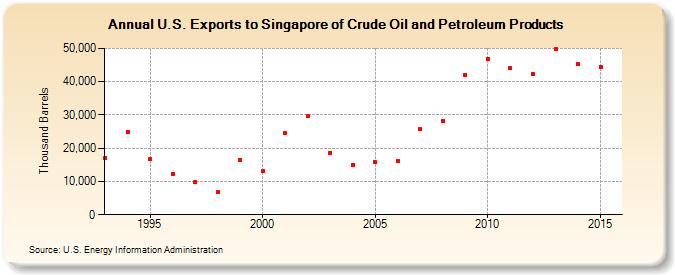 Annual U.S. Exports to Singapore of Crude Oil and Petroleum Products
Thousand Barrels
50,000
40,000
30,000
20,000
10,000
0
1995 2000 2005 2010 2015
Source: U.S. Energy Information Administration